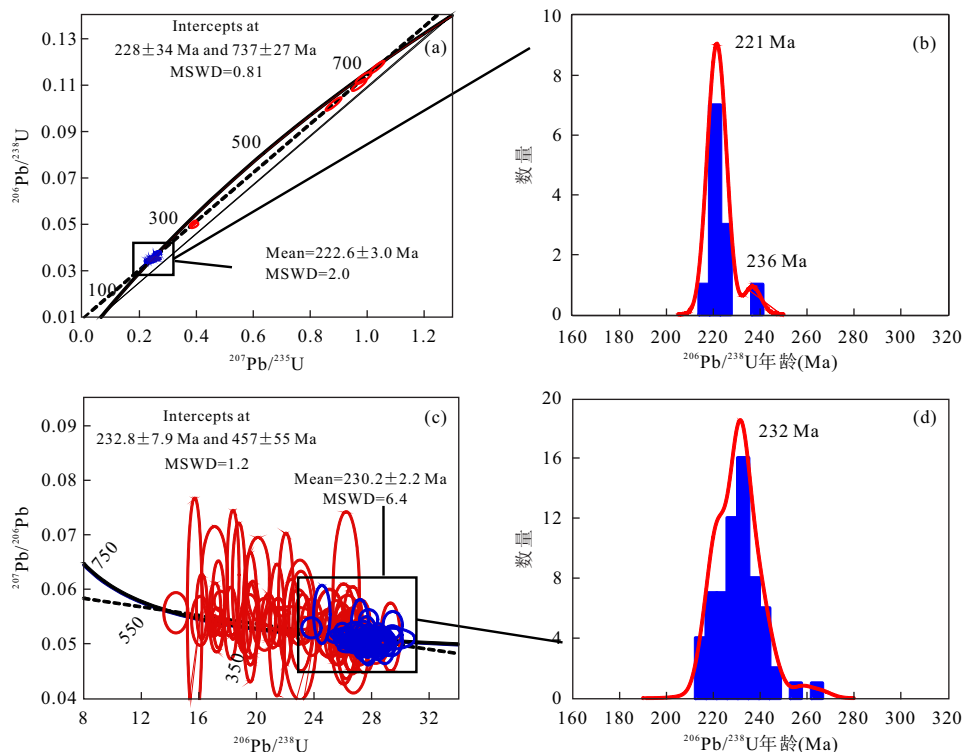 Intercepts at
228±34 Ma and 737±27 Ma
MSWD=0.81
(a)
700
500
300
100
Mean=222.6±3.0 Ma
MSWD=2.0
0.13
0.11
0.09
0.07
0.05
0.03
0.01
0.0 0.2 0.4 0.6 0.8 1.0 1.2
²⁰⁶Pb/²³⁸U
²⁰⁷Pb/²³⁵U
(b)
221 Ma
236 Ma
10
8
6
4
2
0
160 180 200 220 240 260 280
数量
²⁰⁶Pb/²³⁸U年龄(Ma)
(c)
Intercepts at
232.8±7.9 Ma and 457±55 Ma
MSWD=1.2
Mean=230.2±2.2 Ma
MSWD=6.4
750
550
350
0.09
0.08
0.07
0.06
0.05
0.04
8 12 16 20 24 28 32
²⁰⁷Pb/²⁰⁶Pb
²⁰⁶Pb/²³⁸U
(d)
232 Ma
20
16
12
8
4
0
160 180 200 220 240 260 280
数量
²⁰⁶Pb/²³⁸U年龄(Ma)